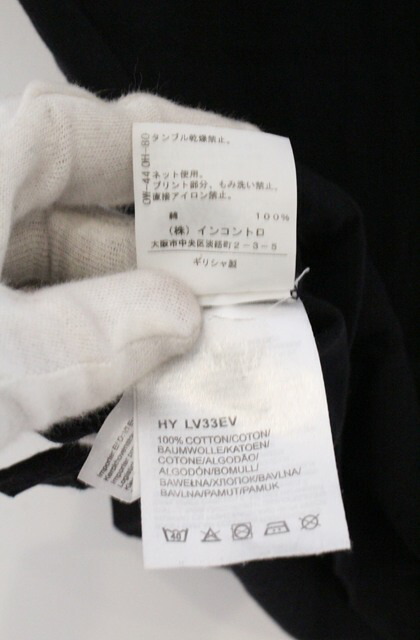 OW-44OH-80
タンブル乾燥禁止。
ネット使用。
プリント部分、もみ洗い禁止。
直接アイロン禁止。
綿 100%
(株) インコントロ
大阪市中央区淡路町2-3-5
ギリシャ製
HY LV33EV
100% COTTON/COTON/
BAUMWOLLE/KATOEN/
COTONE/ALGODÃO/
ALGODÓN/BOMULL/
BAWEŁNA/ХЛОПОК/BAVLNA/
BAVLNA/PAMUT/PAMUK
40